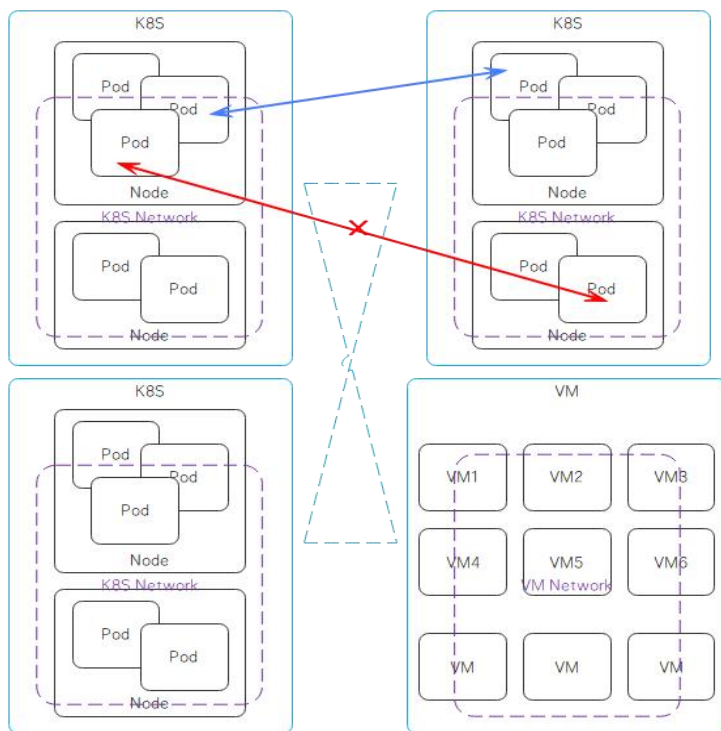 K8S
Pod
Pod
Pod
Node
K8S Network
Pod
Pod
Node
K8S
Pod
Pod
Pod
Node
K8S Network
Pod
Pod
Node
K8S
Pod
Pod
Pod
Node
K8S Network
Pod
Pod
Node
VM
VM1 VM2 VM3
VM4 VM5 VM6
VM Network
VM VM VM